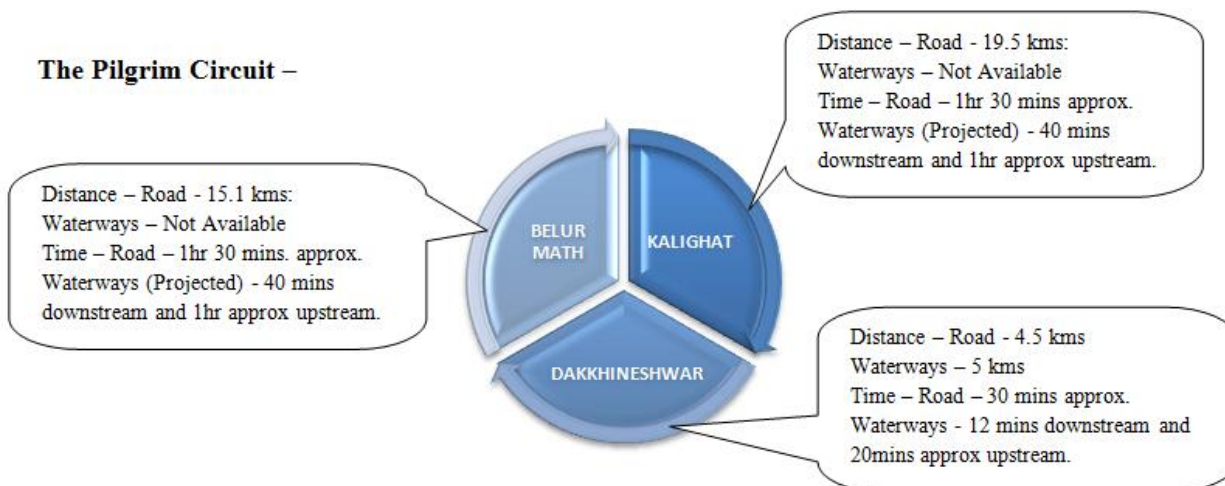 The Pilgrim Circuit –
Distance – Road - 19.5 kms:
Waterways – Not Available
Time – Road – 1hr 30 mins approx.
Waterways (Projected) - 40 mins
downstream and 1hr approx upstream.
Distance – Road - 15.1 kms:
Waterways – Not Available
Time – Road – 1hr 30 mins. approx.
Waterways (Projected) - 40 mins
downstream and 1hr approx upstream.
BELUR
MATH
KALIGHAT
DAKKHINESHWAR
Distance – Road - 4.5 kms
Waterways – 5 kms
Time – Road – 30 mins approx.
Waterways - 12 mins downstream and
20mins approx upstream.